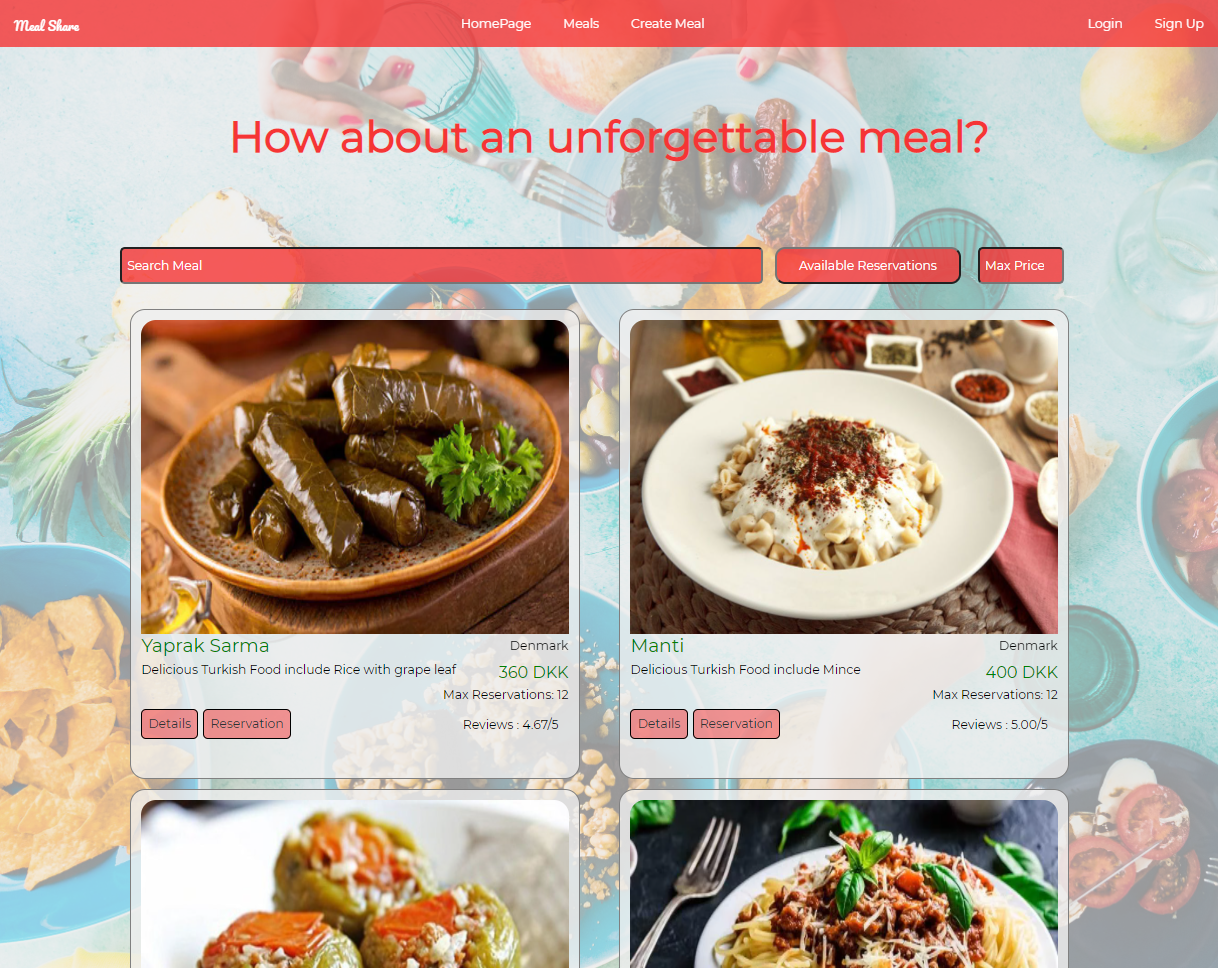 Meal Share
HomePage
Meals
Create Meal
Login
Sign Up
How about an unforgettable meal?
Search Meal
Available Reservations
Max Price
Yaprak Sarma
Denmark
Delicious Turkish Food include Rice with grape leaf
360 DKK
Max Reservations: 12
Details
Reservation
Reviews : 4.67/5
Manti
Denmark
Delicious Turkish Food include Mince
400 DKK
Max Reservations: 12
Details
Reservation
Reviews : 5.00/5